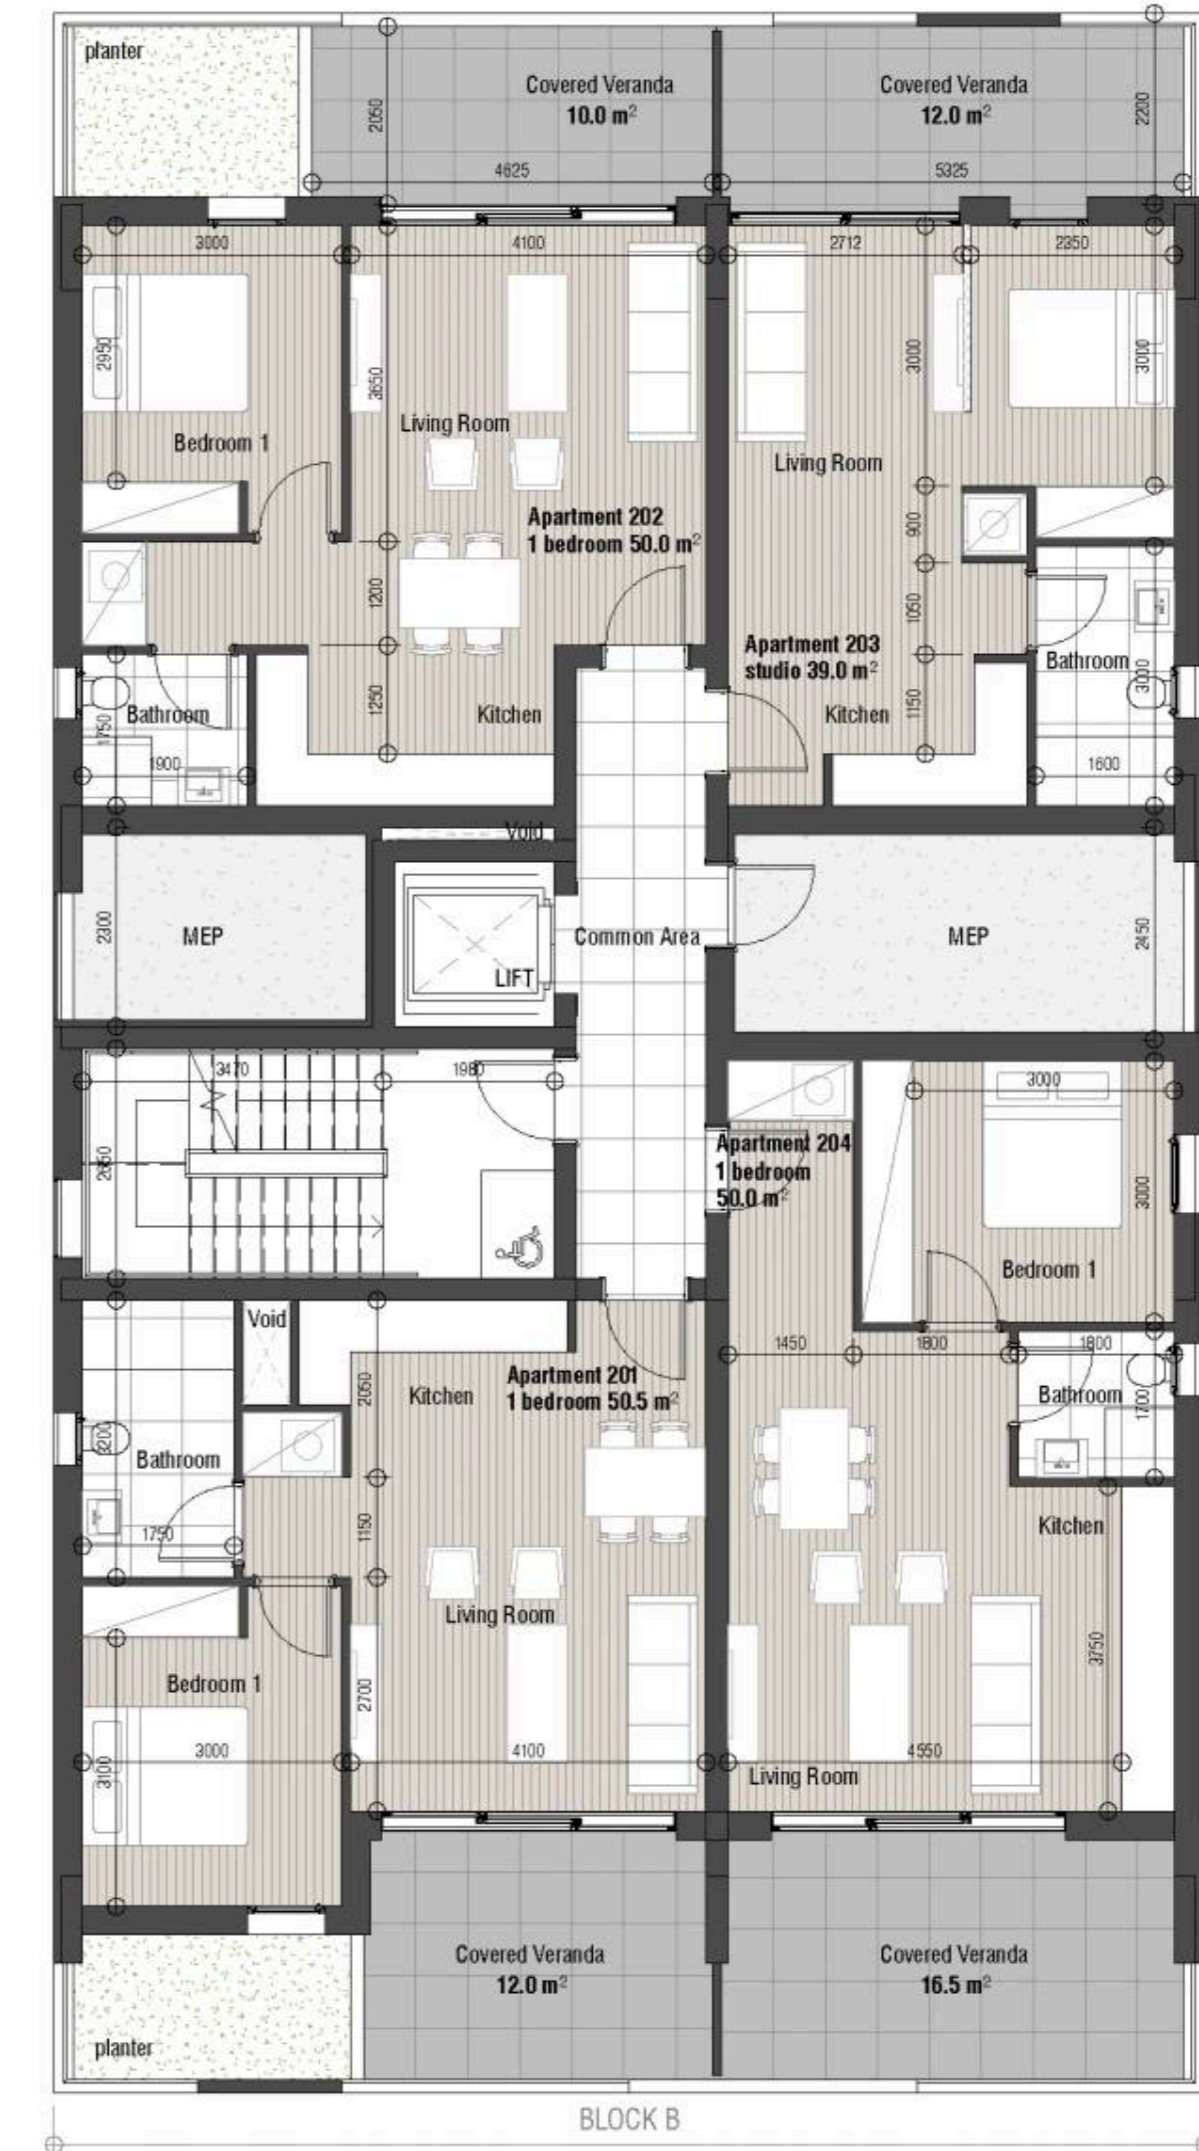 planter
Covered Veranda
10.0 m²
Covered Veranda
12.0 m²
2050
2200
4625
5325
3000
4100
2712
2350
2950
3650
3000
3000
Living Room
Bedroom 1
Living Room
Apartment 202
1 bedroom 50.0 m²
900
1200
1050
Apartment 203
studio 39.0 m²
Bathroom
3000
Bathroom
1750
1250
Kitchen
Kitchen
1150
1900
1600
Void
MEP
2300
Common Area
MEP
2450
LIFT
3470
1980
3000
2650
Apartment 204
1 bedroom
50.0 m²
3000
Bedroom 1
Void
1450
1800
1800
Apartment 201
1 bedroom 50.5 m²
2050
Kitchen
Bathroom
1700
3200
Bathroom
1750
1150
Kitchen
Living Room
3750
Bedroom 1
2700
3100
3000
4100
4550
Living Room
Covered Veranda
12.0 m²
Covered Veranda
16.5 m²
planter
BLOCK B